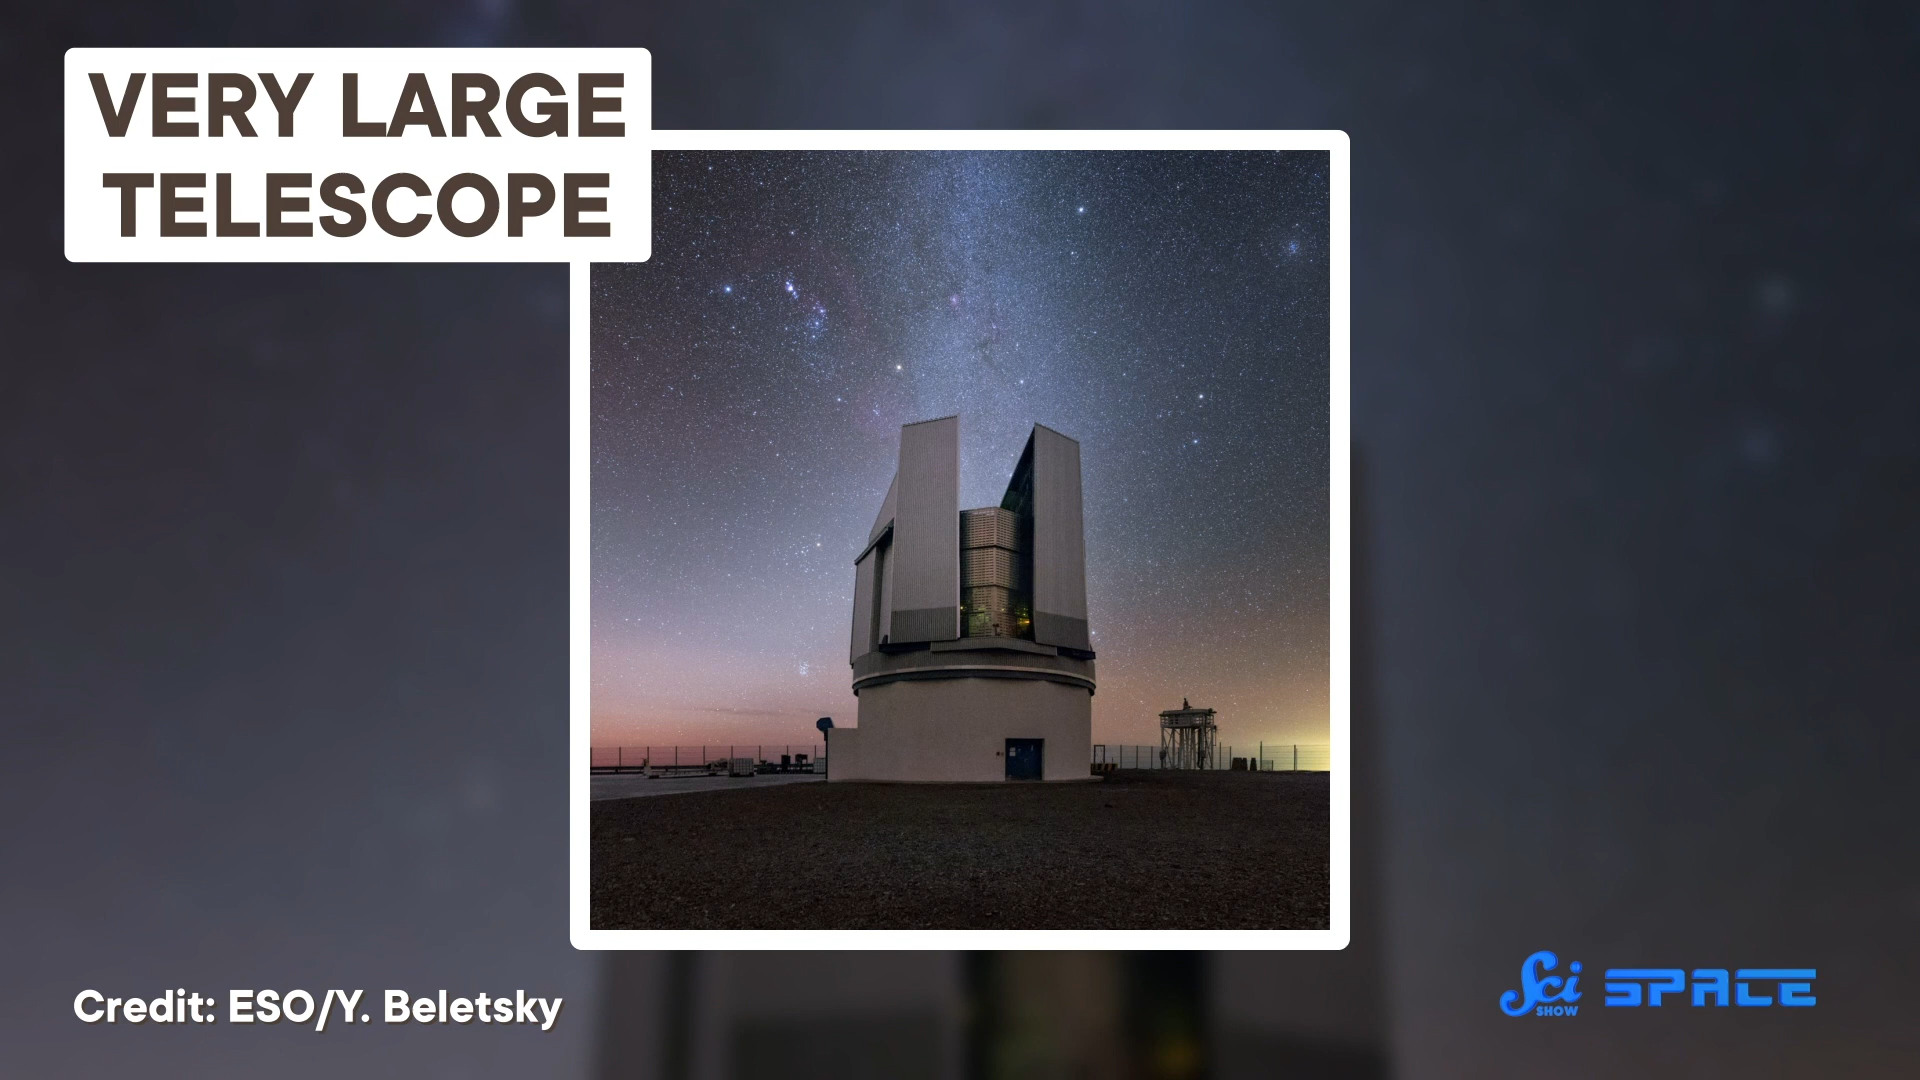 VERY LARGE
TELESCOPE
Credit: ESO/Y. Beletsky
Sci
SHOW
SPACE